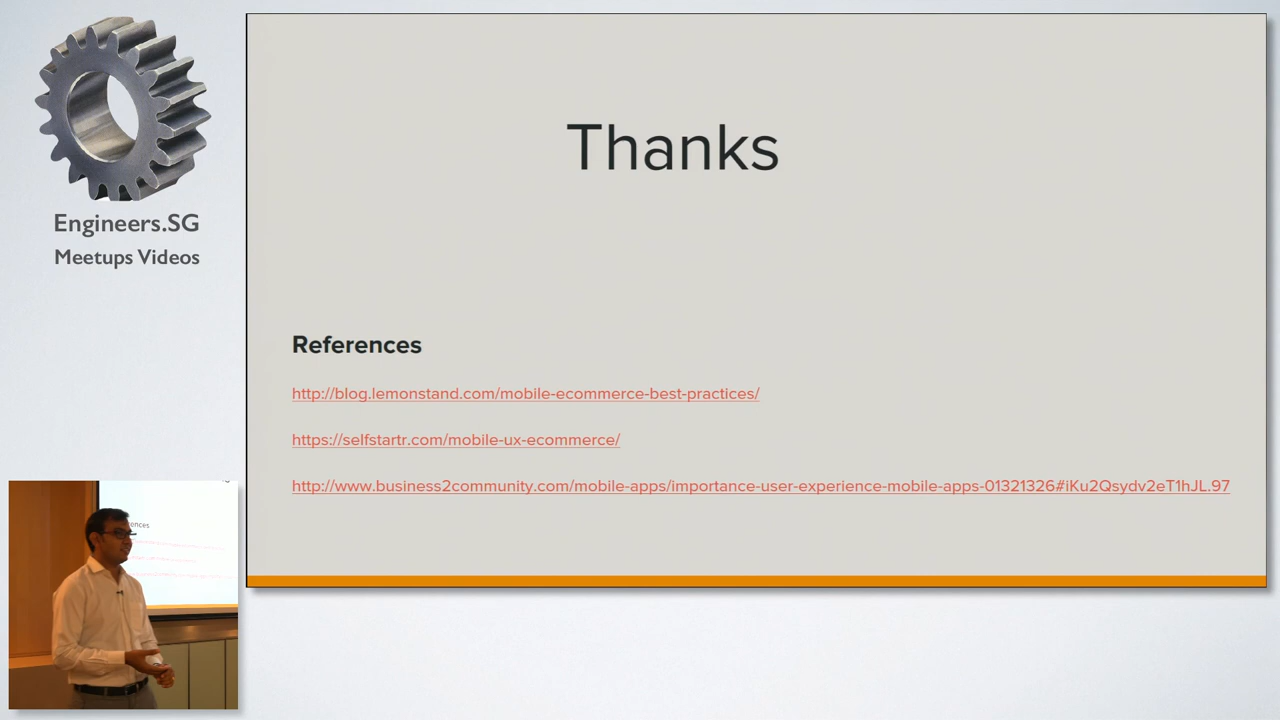 Engineers.SG
Meetups Videos
Thanks
References
http://blog.lemonstand.com/mobile-ecommerce-best-practices/
https://selfstartr.com/mobile-ux-ecommerce/
http://www.business2community.com/mobile-apps/importance-user-experience-mobile-apps-01321326#iKu2Qsydv2eT1hJL.97